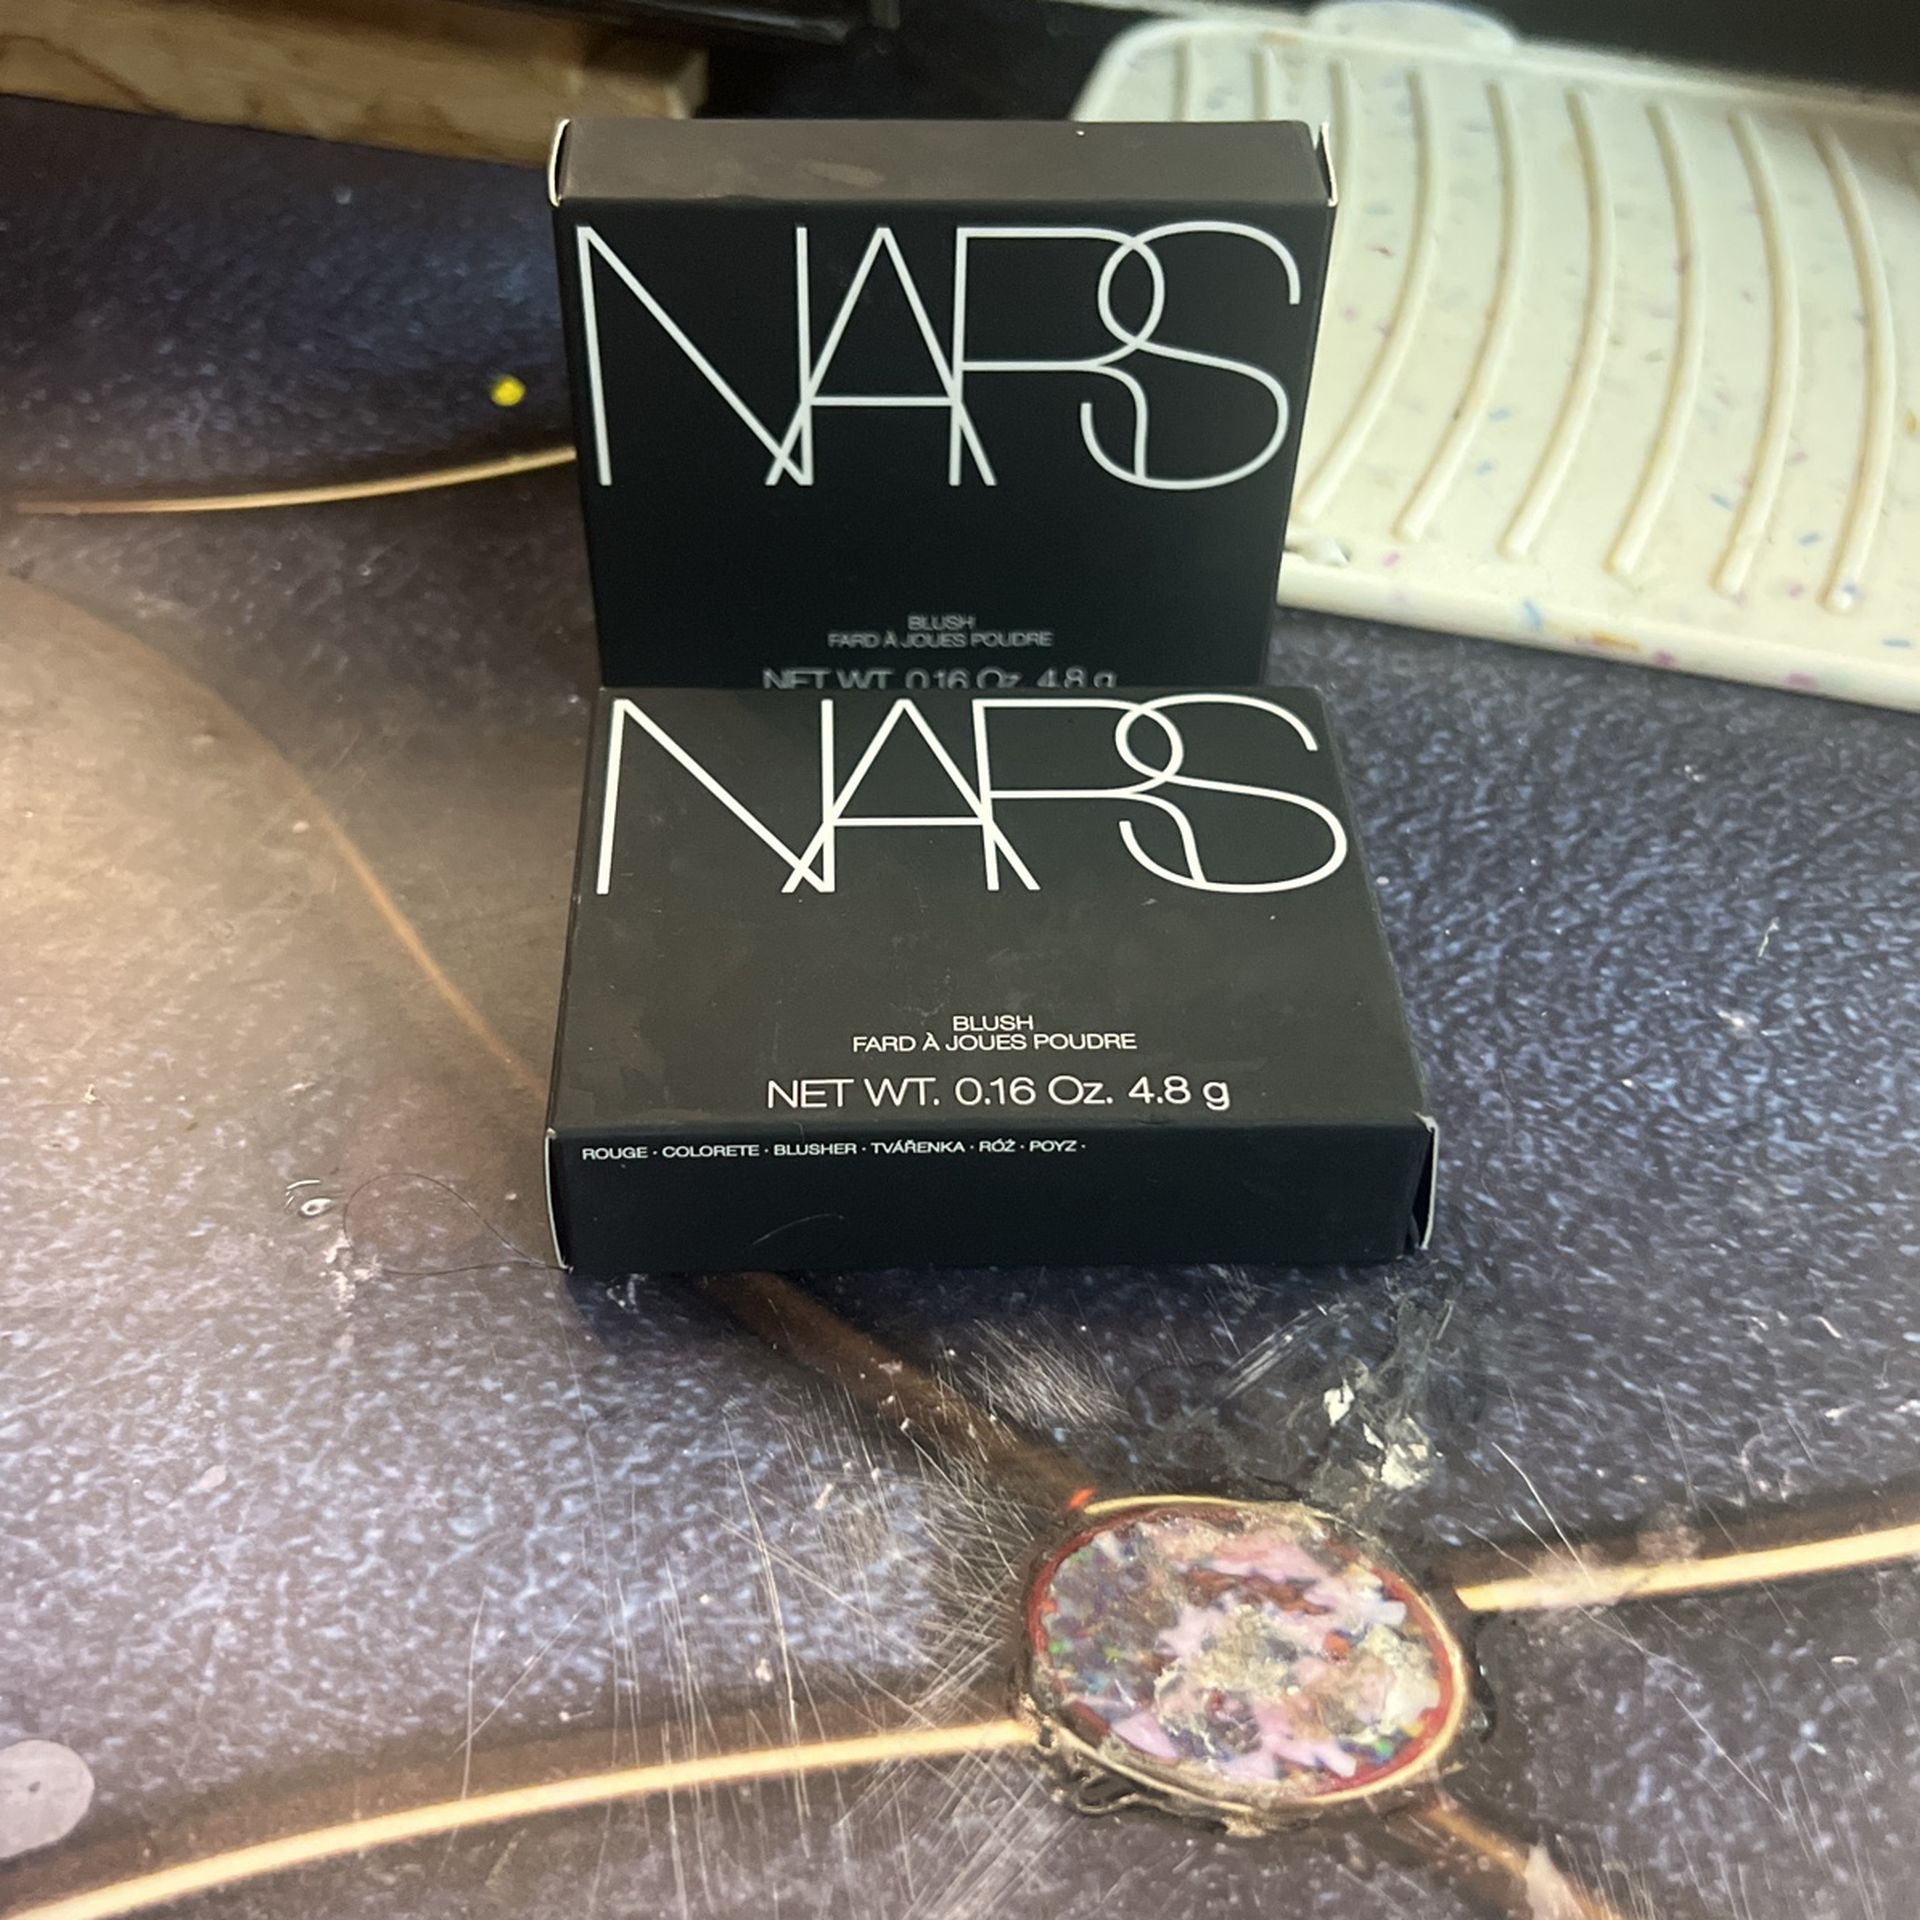 NARS
BLUSH
FARD À JOUES POUDRE
NET WT. 0.16 Oz. 4.8 g
NARS
BLUSH
FARD À JOUES POUDRE
NET WT. 0.16 Oz. 4.8 g
ROUGE · COLORETE · BLUSHER · TVÁŘENKA · RÓŻ · POYZ ·